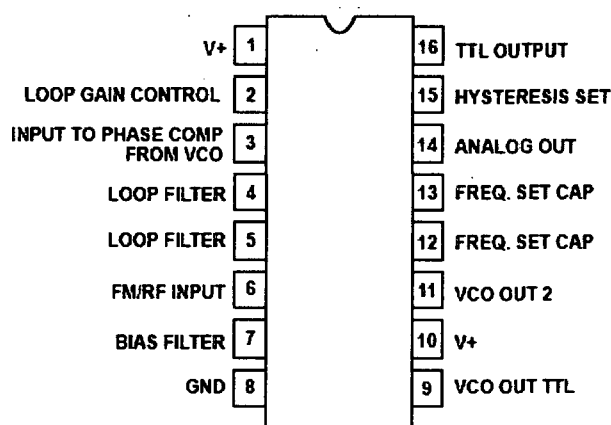 V+ 1
LOOP GAIN CONTROL 2
INPUT TO PHASE COMP
FROM VCO 3
LOOP FILTER 4
LOOP FILTER 5
FM/RF INPUT 6
BIAS FILTER 7
GND 8
16 TTL OUTPUT
15 HYSTERESIS SET
14 ANALOG OUT
13 FREQ. SET CAP
12 FREQ. SET CAP
11 VCO OUT 2
10 V+
9 VCO OUT TTL